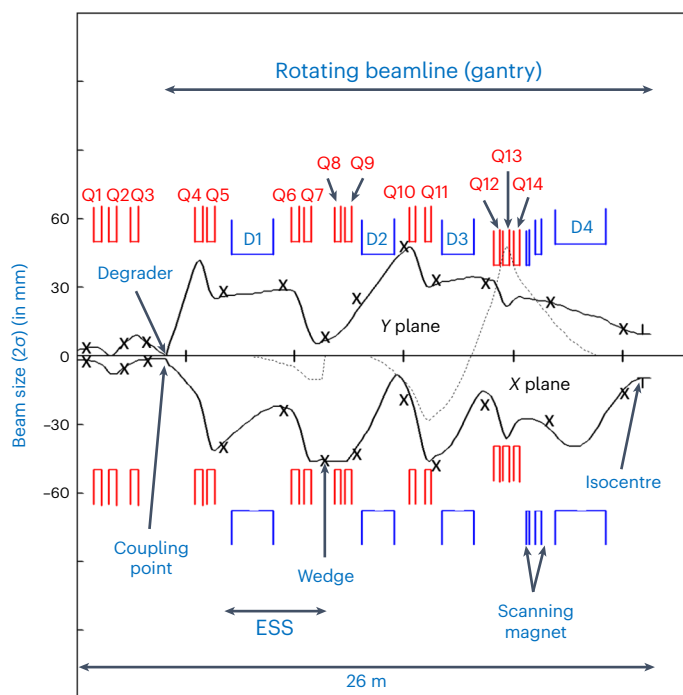 Rotating beamline (gantry)
Q13
Q8 Q9
Q12 Q14
Q1 Q2 Q3 Q4 Q5 Q6 Q7 Q10 Q11
60
D1 D2 D3 D4
Degrader
30
Y plane
0
X plane
Beam size (2σ) (in mm)
-30
-60
Isocentre
Coupling
point
Wedge
Scanning
magnet
ESS
26 m